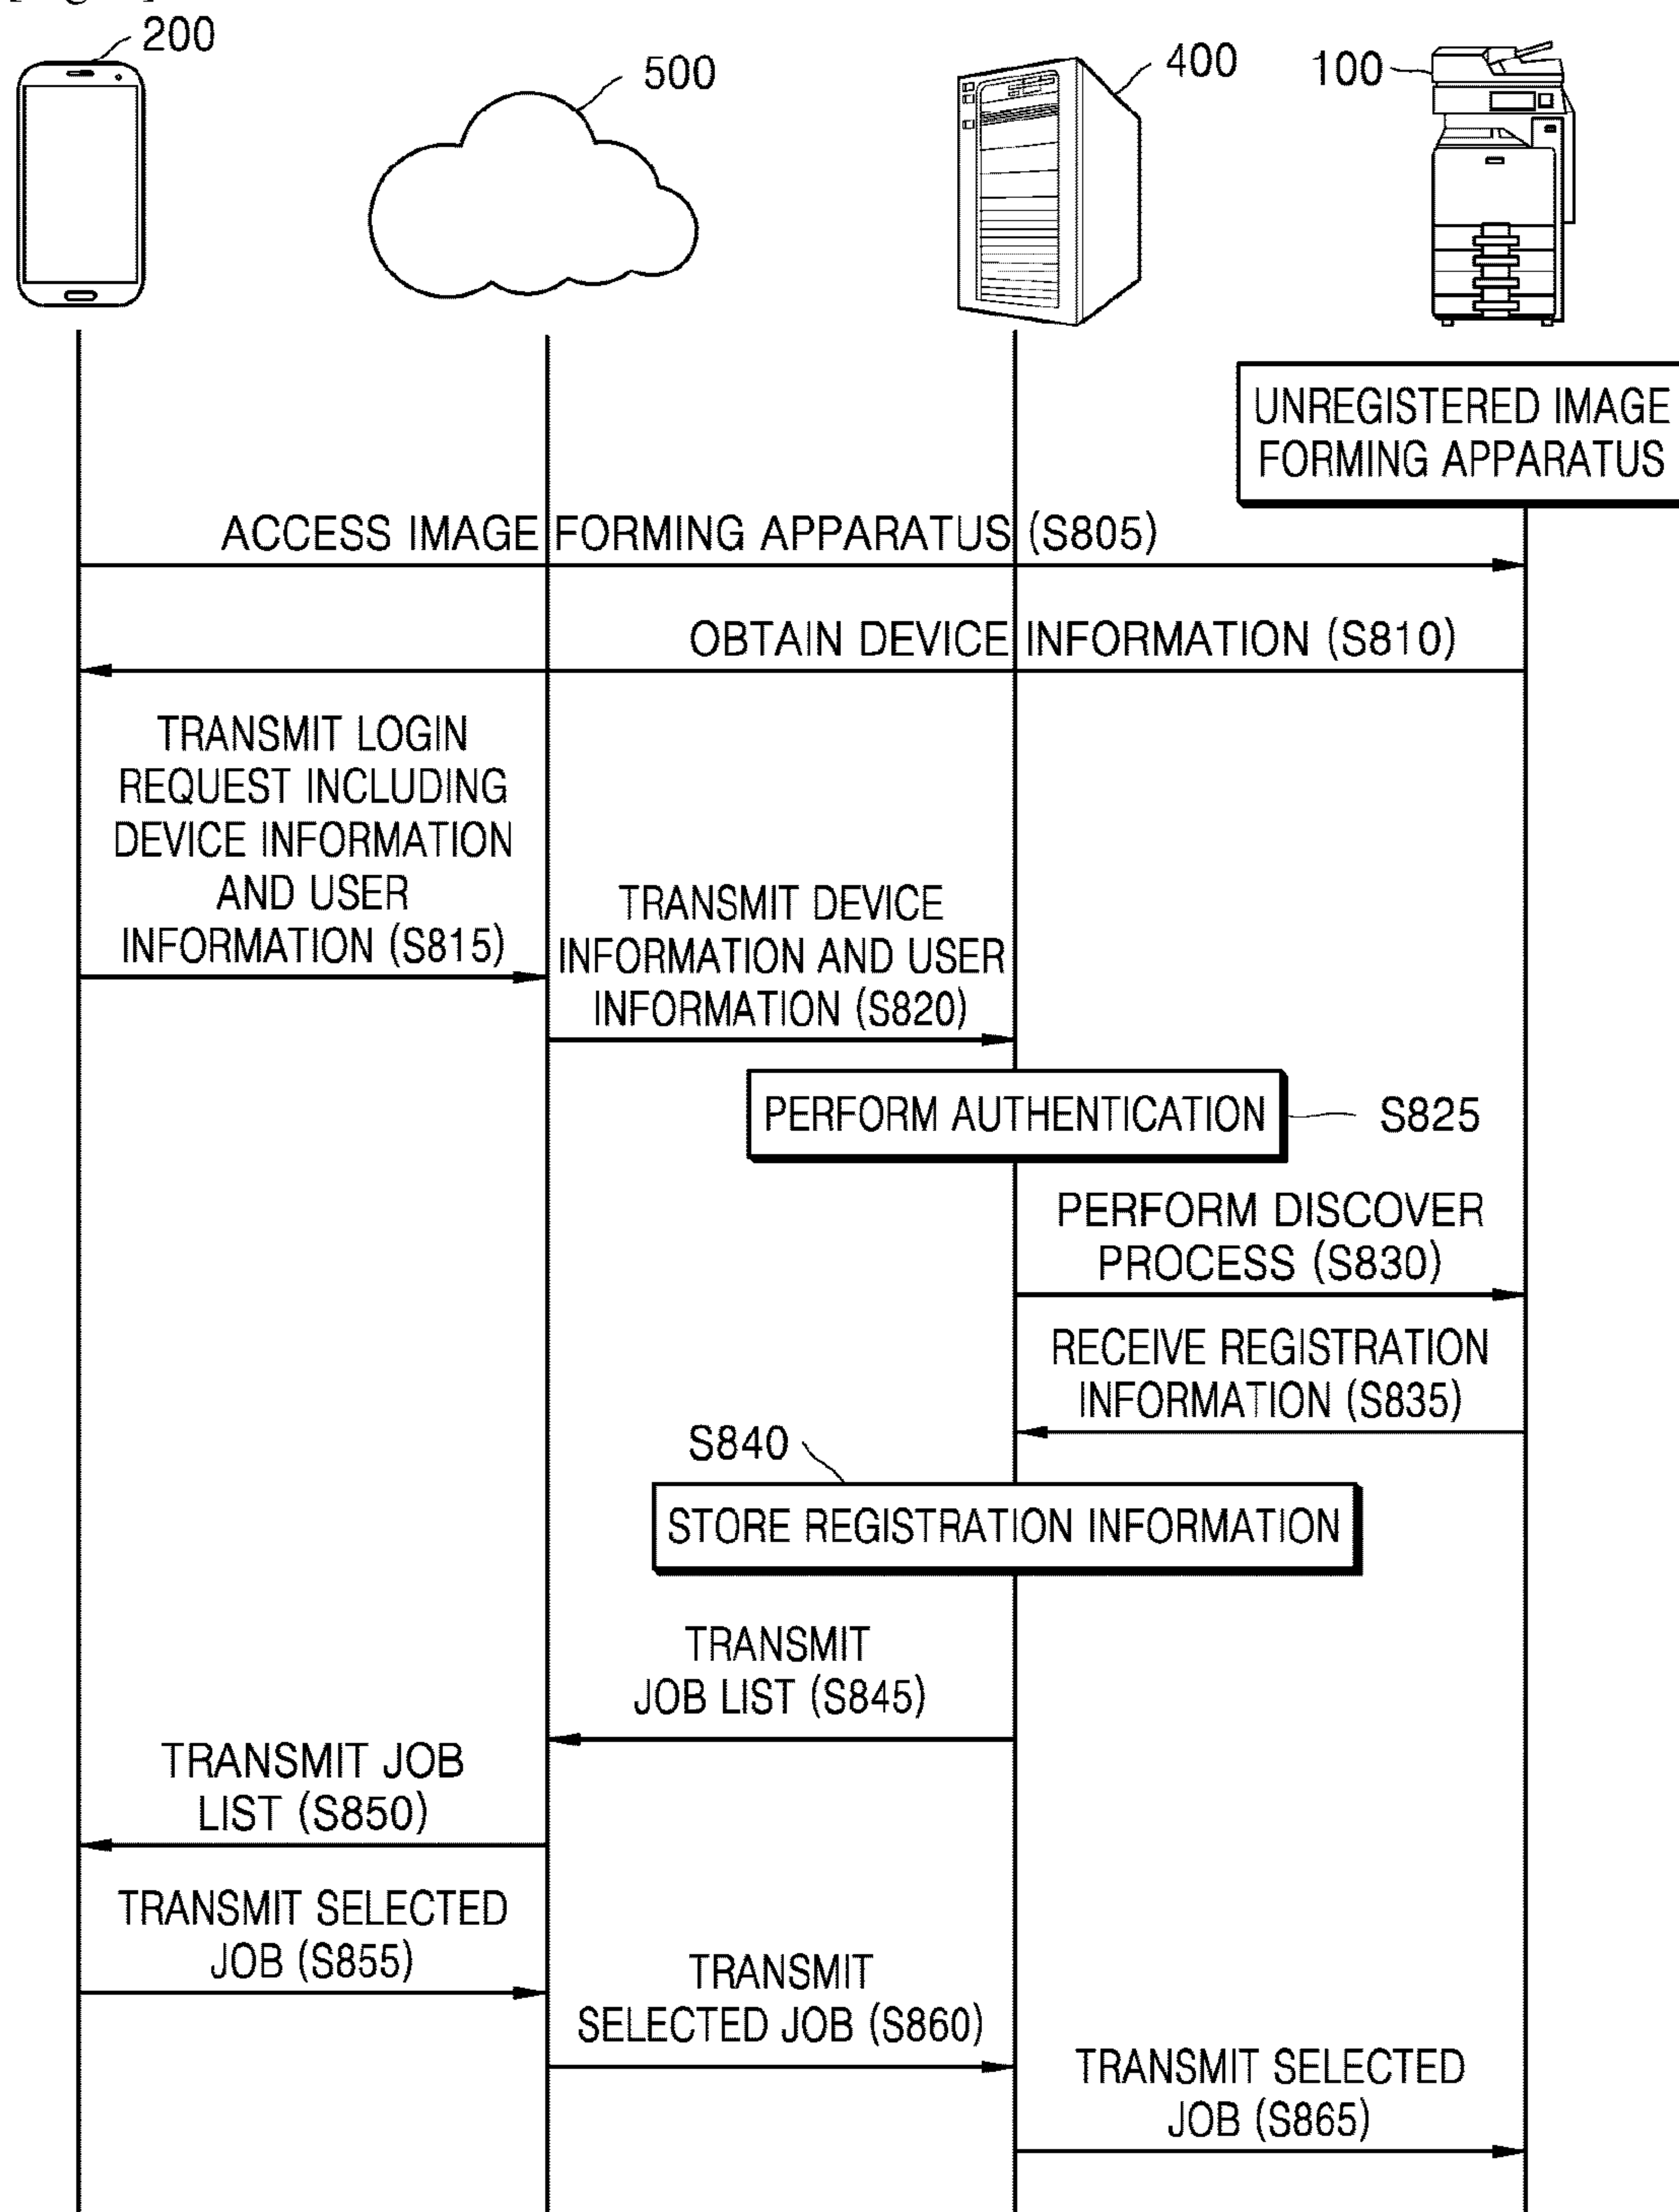 200
500
400
100
UNREGISTERED IMAGE
FORMING APPARATUS
ACCESS IMAGE FORMING APPARATUS (S805)
OBTAIN DEVICE INFORMATION (S810)
TRANSMIT LOGIN
REQUEST INCLUDING
DEVICE INFORMATION
AND USER
INFORMATION (S815)
TRANSMIT DEVICE
INFORMATION AND USER
INFORMATION (S820)
PERFORM AUTHENTICATION
S825
PERFORM DISCOVER
PROCESS (S830)
RECEIVE REGISTRATION
INFORMATION (S835)
S840
STORE REGISTRATION INFORMATION
TRANSMIT
JOB LIST (S845)
TRANSMIT JOB
LIST (S850)
TRANSMIT SELECTED
JOB (S855)
TRANSMIT
SELECTED JOB (S860)
TRANSMIT SELECTED
JOB (S865)